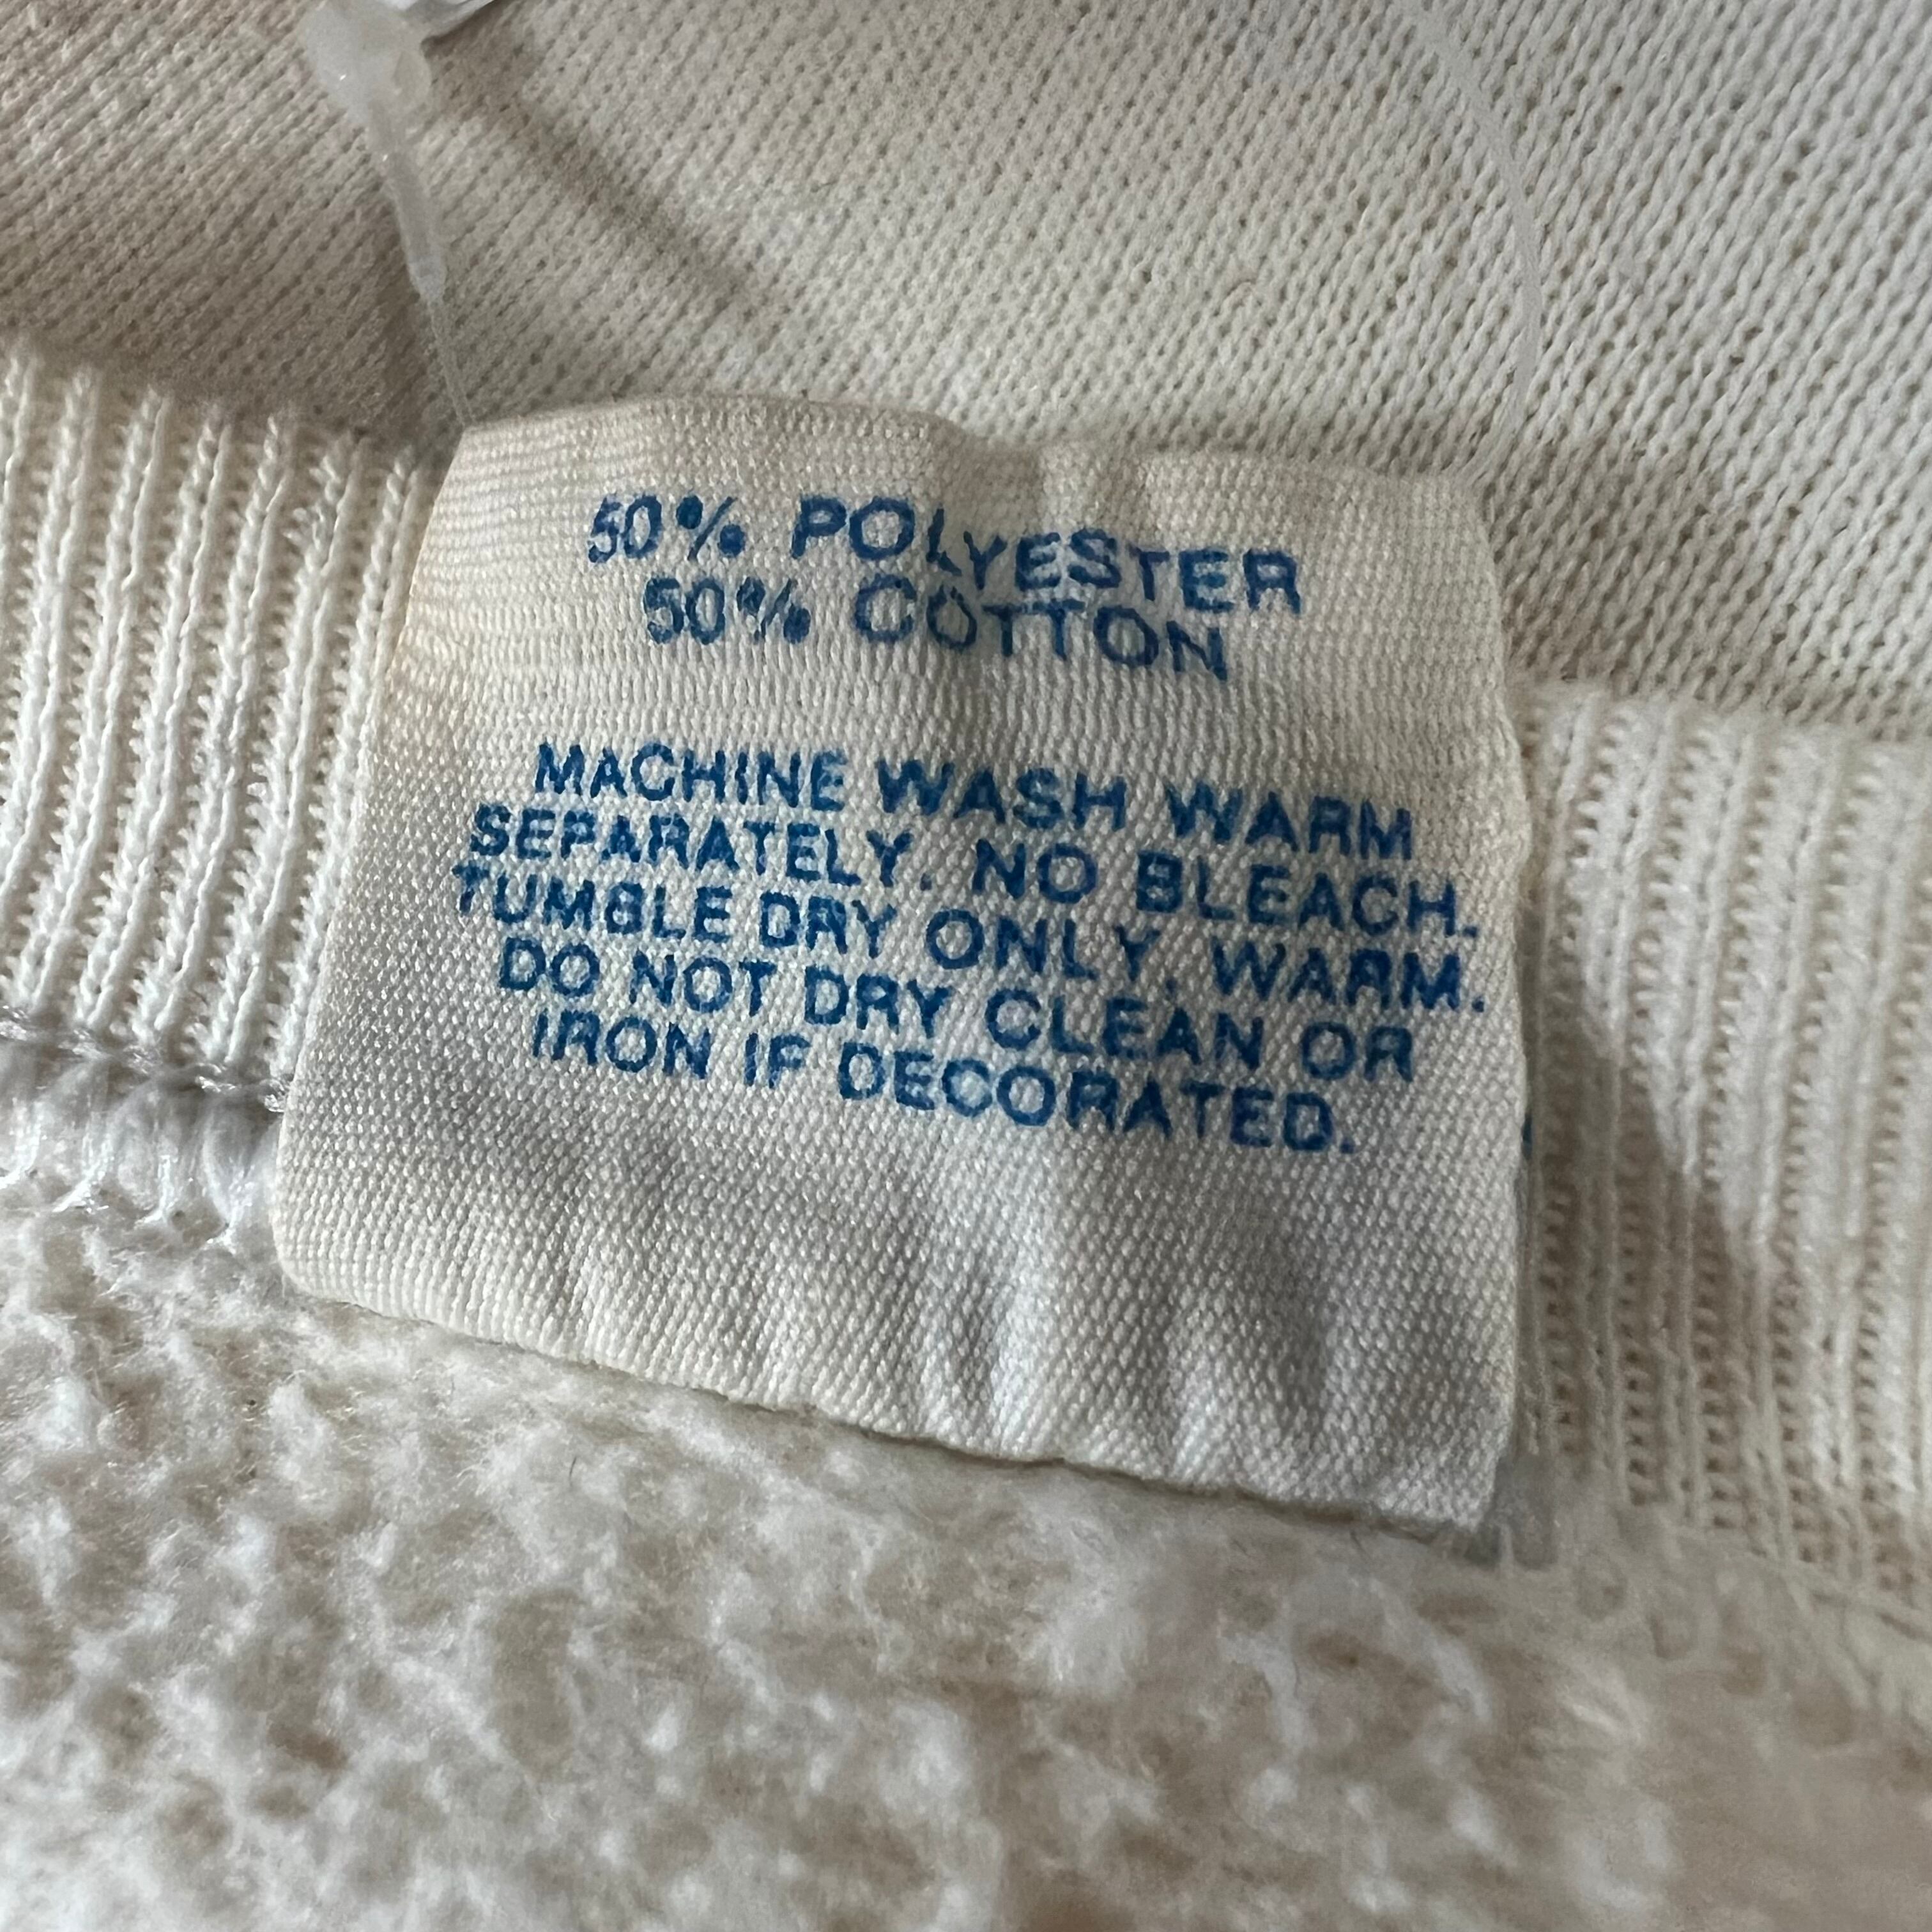 50% POLYESTER
50% COTTON
MACHINE WASH WARM
SEPARATELY. NO BLEACH.
TUMBLE DRY ONLY, WARM.
DO NOT DRY CLEAN OR
IRON IF DECORATED.